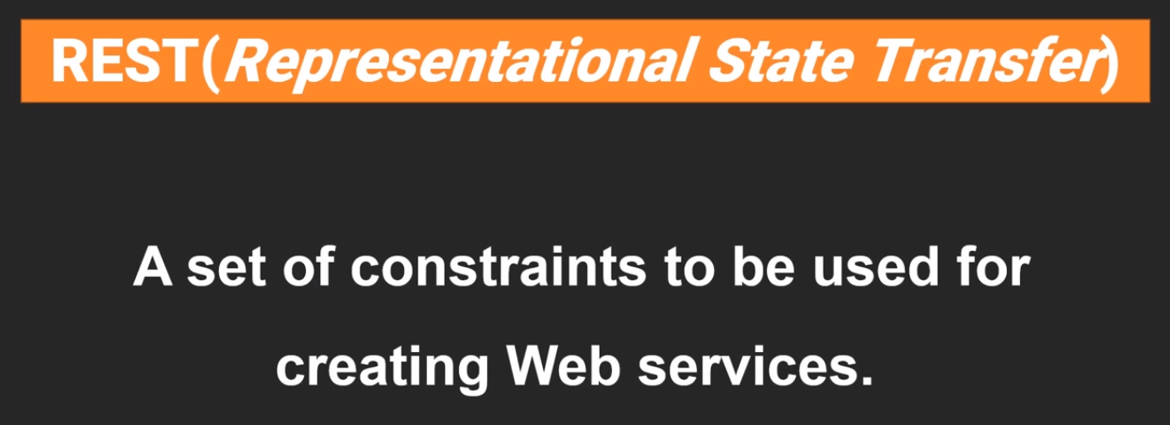 REST(Representational State Transfer)
A set of constraints to be used for
creating Web services.